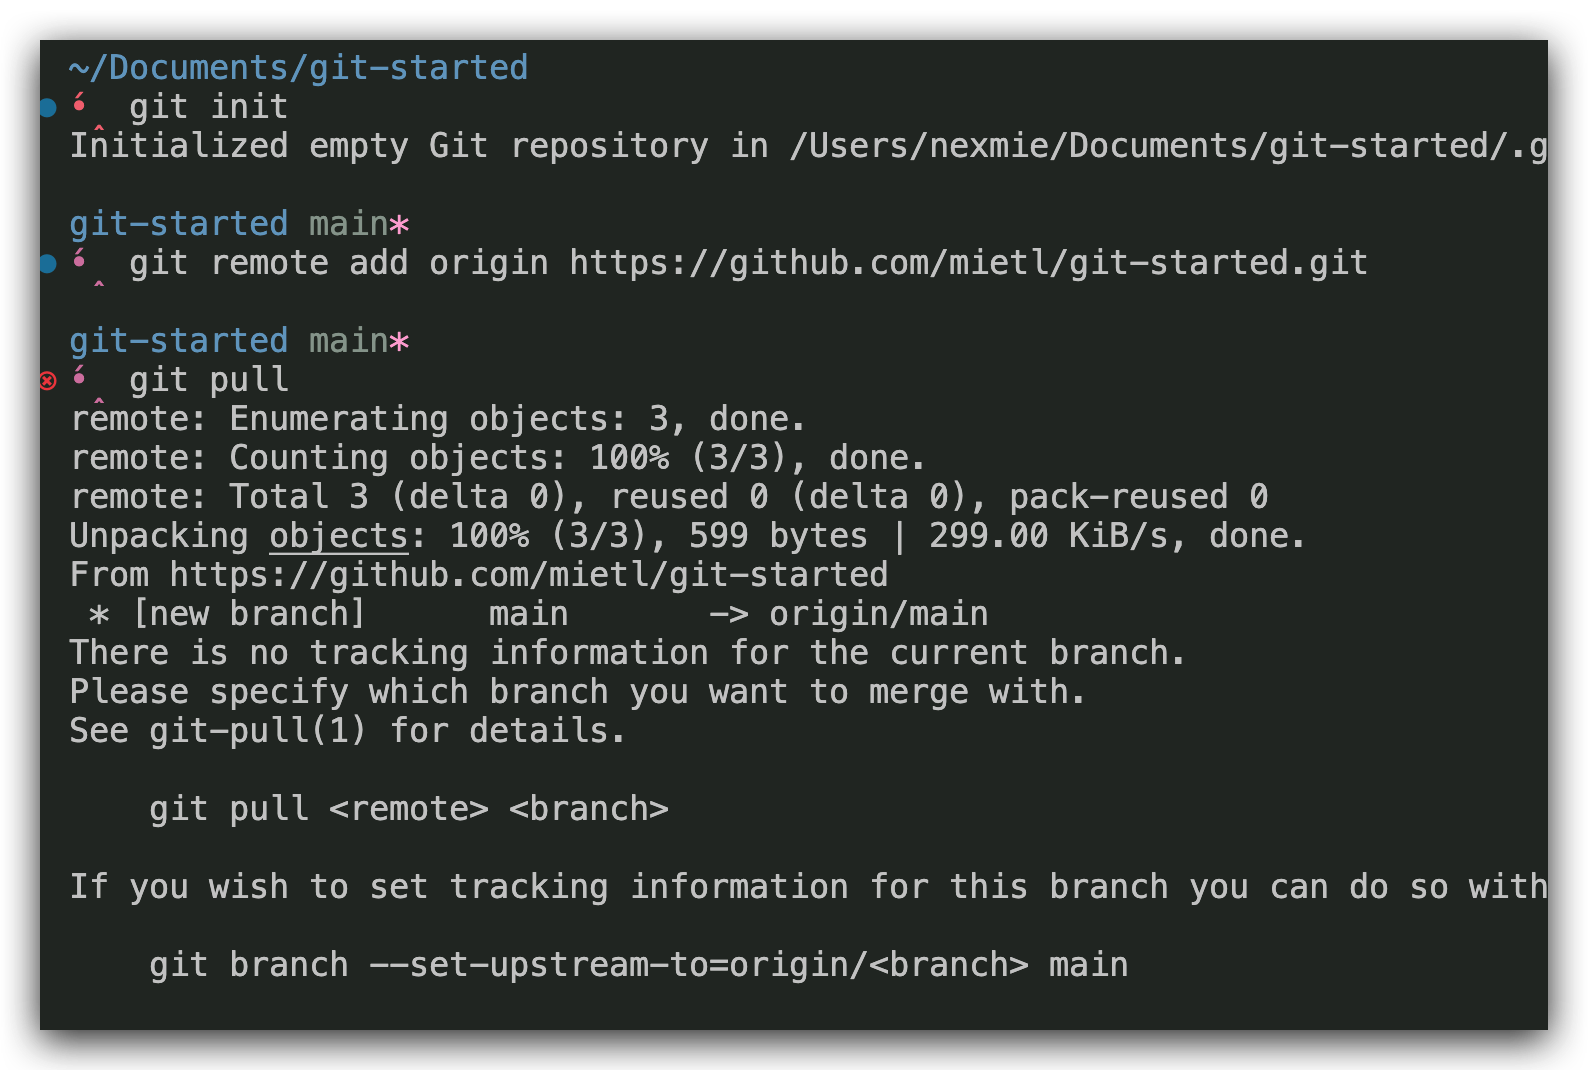 ~/Documents/git-started
git init
Initialized empty Git repository in /Users/nexmie/Documents/git-started/.g
git-started main*
git remote add origin https://github.com/mietl/git-started.git
git-started main*
git pull
remote: Enumerating objects: 3, done.
remote: Counting objects: 100% (3/3), done.
remote: Total 3 (delta 0), reused 0 (delta 0), pack-reused 0
Unpacking objects: 100% (3/3), 599 bytes | 299.00 KiB/s, done.
From https://github.com/mietl/git-started
 * [new branch]      main       -> origin/main
There is no tracking information for the current branch.
Please specify which branch you want to merge with.
See git-pull(1) for details.
    git pull <remote> <branch>
If you wish to set tracking information for this branch you can do so with
    git branch --set-upstream-to=origin/<branch> main